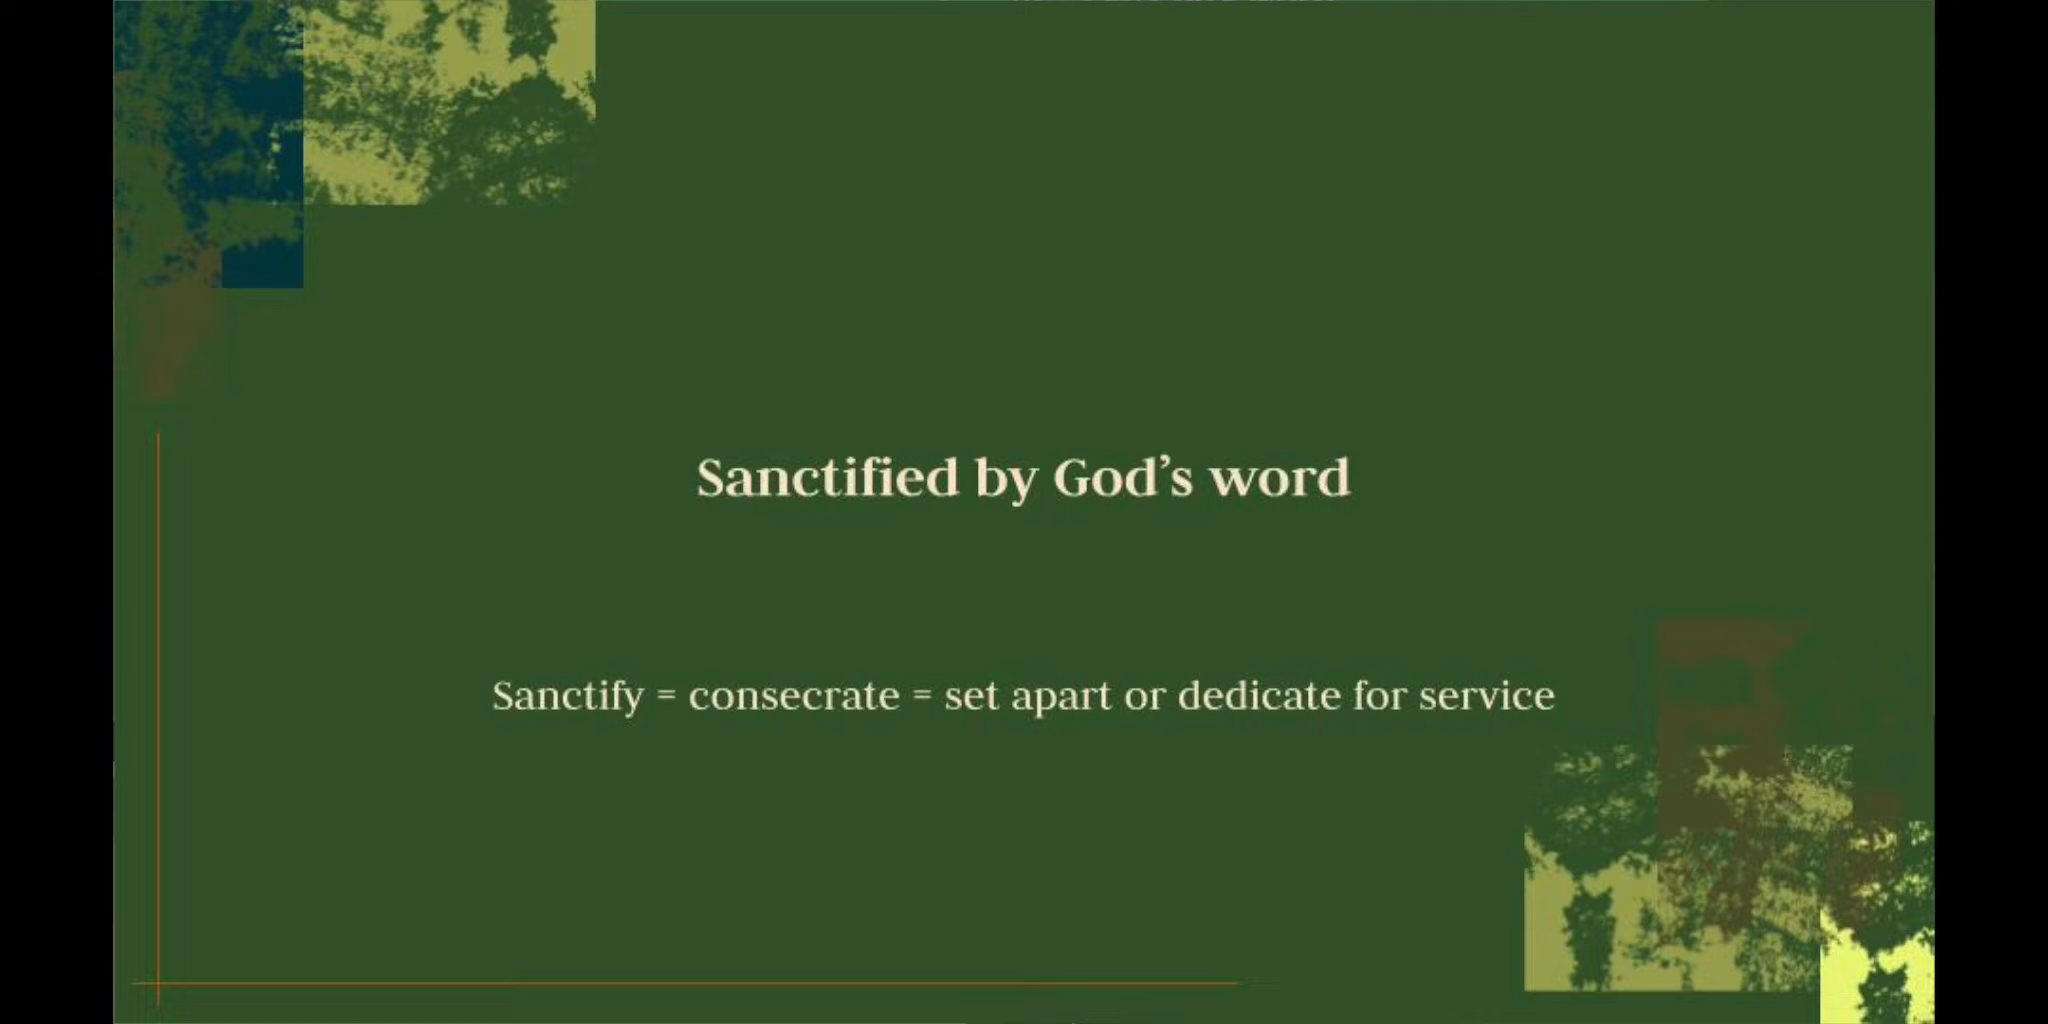 Sanctified by God’s word
Sanctify = consecrate = set apart or dedicate for service